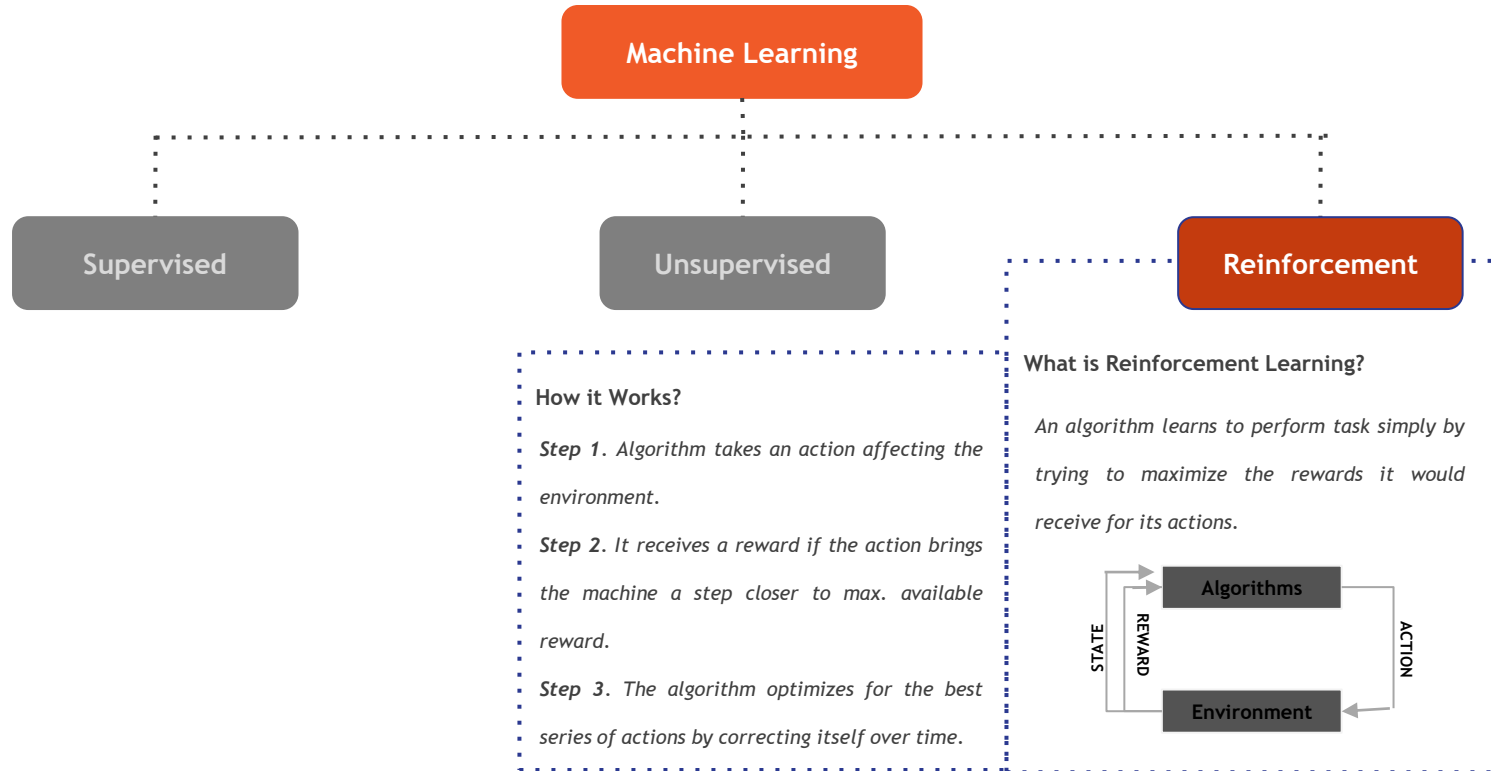 Machine Learning
Supervised
Unsupervised
Reinforcement
How it Works?
Step 1. Algorithm takes an action affecting the
environment.
Step 2. It receives a reward if the action brings
the machine a step closer to max. available
reward.
Step 3. The algorithm optimizes for the best
series of actions by correcting itself over time.
What is Reinforcement Learning?
An algorithm learns to perform task simply by
trying to maximize the rewards it would
receive for its actions.
Algorithms
STATE
REWARD
ACTION
Environment